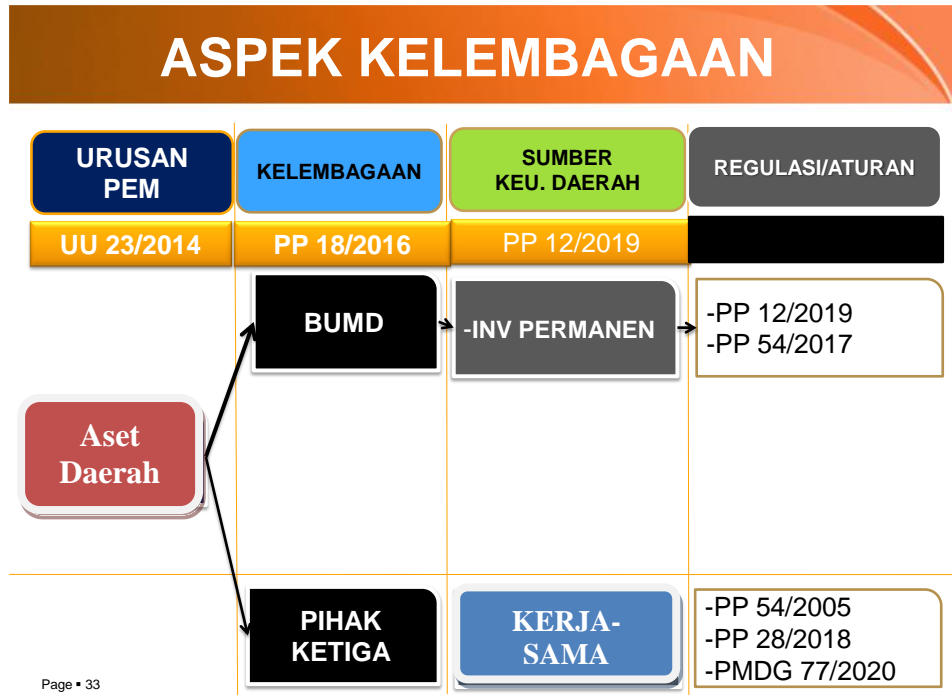 ASPEK KELEMBAGAAN
URUSAN
PEM
KELEMBAGAAN
SUMBER
KEU. DAERAH
REGULASI/ATURAN
UU 23/2014
PP 18/2016
PP 12/2019
BUMD
-INV PERMANEN
-PP 12/2019
-PP 54/2017
Aset
Daerah
PIHAK
KETIGA
KERJA-
SAMA
-PP 54/2005
-PP 28/2018
-PMDG 77/2020
Page ▪ 33